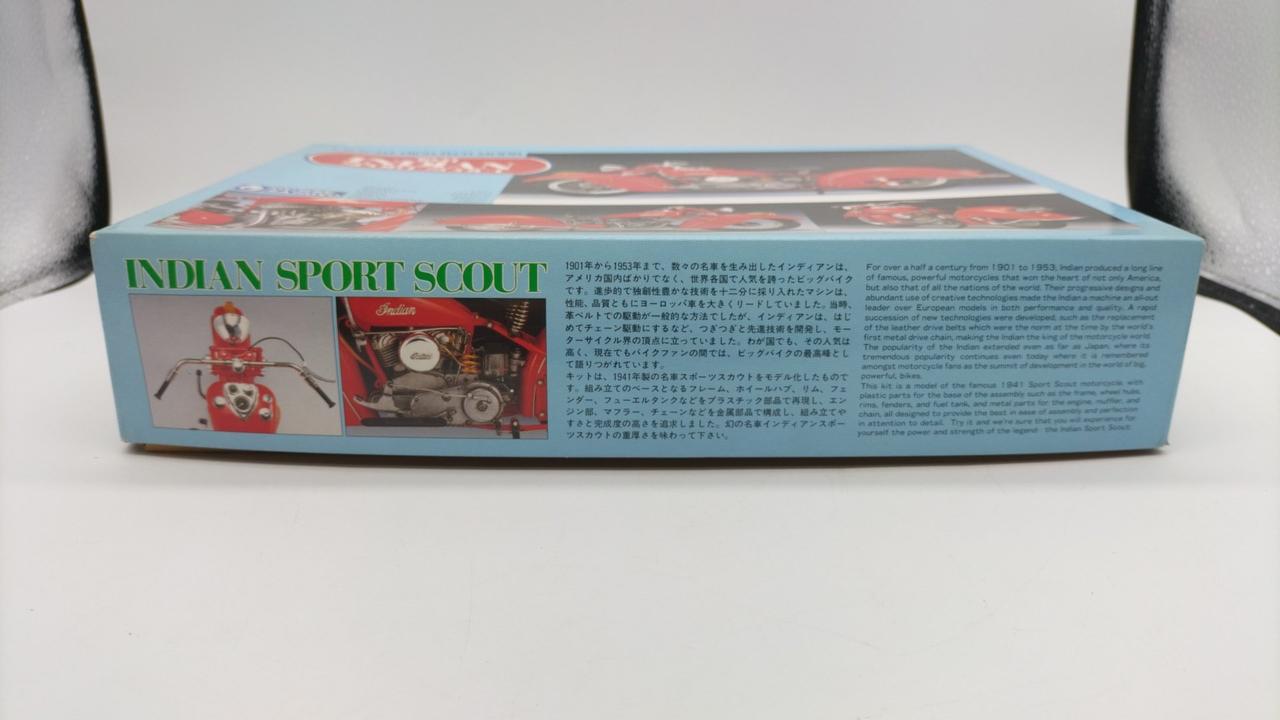 INDIAN SPORT SCOUT
Indian
1901年から1953年まで、数々の名車を生み出したインディアンは、
アメリカ国内ばかりでなく、世界各国で人気を誇ったビッグバイク
です。進歩的で独創性豊かな技術を十二分に採り入れたマシンは、
性能、品質ともにヨーロッパ車を大きくリードしていました。当時、
革ベルトでの駆動が一般的な方法でしたが、インディアンは、はじ
めてチェーン駆動にするなど、つぎつぎと先進技術を開発し、モー
ターサイクル界の頂点に立っていました。わが国でも、その人気は
高く、現在でもバイクファンの間では、ビッグバイクの最高峰とし
て語りつがれています。
キットは、1941年製の名車スポーツスカウトをモデル化したもので
す。組み立てのベースとなるフレーム、ホイールハブ、リム、フェ
ンダー、フューエルタンクなどをプラスチック部品で再現し、エン
ジン部、マフラー、チェーンなどを金属部品で構成し、組み立てや
すさと完成度の高さを追求しました。幻の名車インディアンスポー
ツスカウトの重厚さを味わって下さい。
For over a half a century from 1901 to 1953, Indian produced a long line
of famous, powerful motorcycles that won the heart of not only America,
but also that of all the nations of the world. Their progressive designs and
abundant use of creative technologies made the Indian a machine an all-out
leader over European models in both performance and quality. A rapid
succession of new technologies were developed, such as the replacement
of the leather drive belts which were the norm at the time by the world's
first metal drive chain, making the Indian the king of the motorcycle world.
The popularity of the Indian extended even as far as Japan, where its
tremendous popularity continues even today where it is remembered
amongst motorcycle fans as the summit of development in the world of big,
powerful, bikes.
This kit is a model of the famous 1941 Sport Scout motorcycle with
plastic parts for the base of the assembly such as the frame, wheel hubs,
rims, fenders, and fuel tank, and metal parts for the engine, muffler, and
chain, all designed to provide the best in ease of assembly and perfection
in attention to detail. Try it and we're sure that you will experience for
yourself the power and strength of the legend- the Indian Sport Scout.